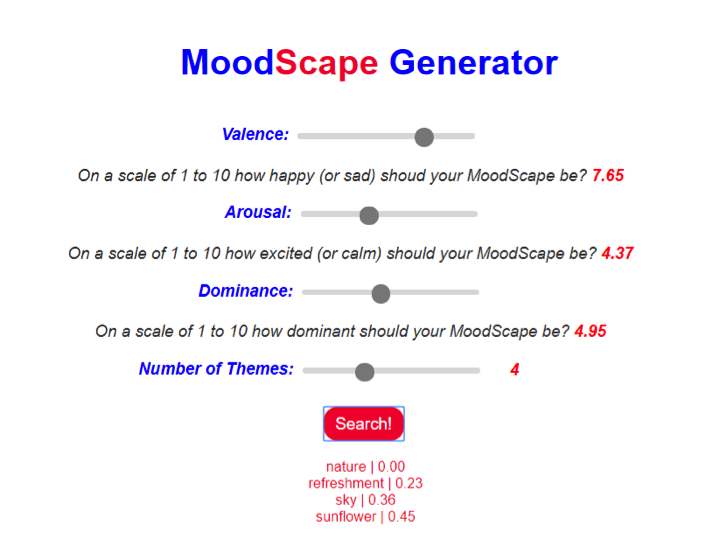 MoodScape Generator
Valence:
On a scale of 1 to 10 how happy (or sad) shoud your MoodScape be? 7.65
Arousal:
On a scale of 1 to 10 how excited (or calm) should your MoodScape be? 4.37
Dominance:
On a scale of 1 to 10 how dominant should your MoodScape be? 4.95
Number of Themes: 4
Search!
nature | 0.00
refreshment | 0.23
sky | 0.36
sunflower | 0.45